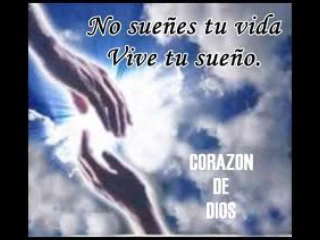 No sueñes tu vida
Vive tu sueño.
CORAZON
DE
DIOS